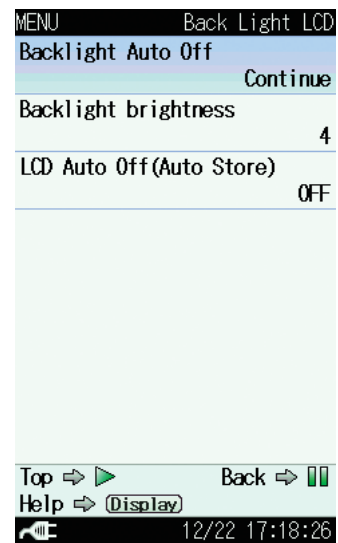 MENU Back Light LCD
Backlight Auto Off
Continue
Backlight brightness
4
LCD Auto Off(Auto Store)
OFF
Top ⇨ ▷ Back ⇨ ▯▯
Help ⇨ (Display)
12/22 17:18:26